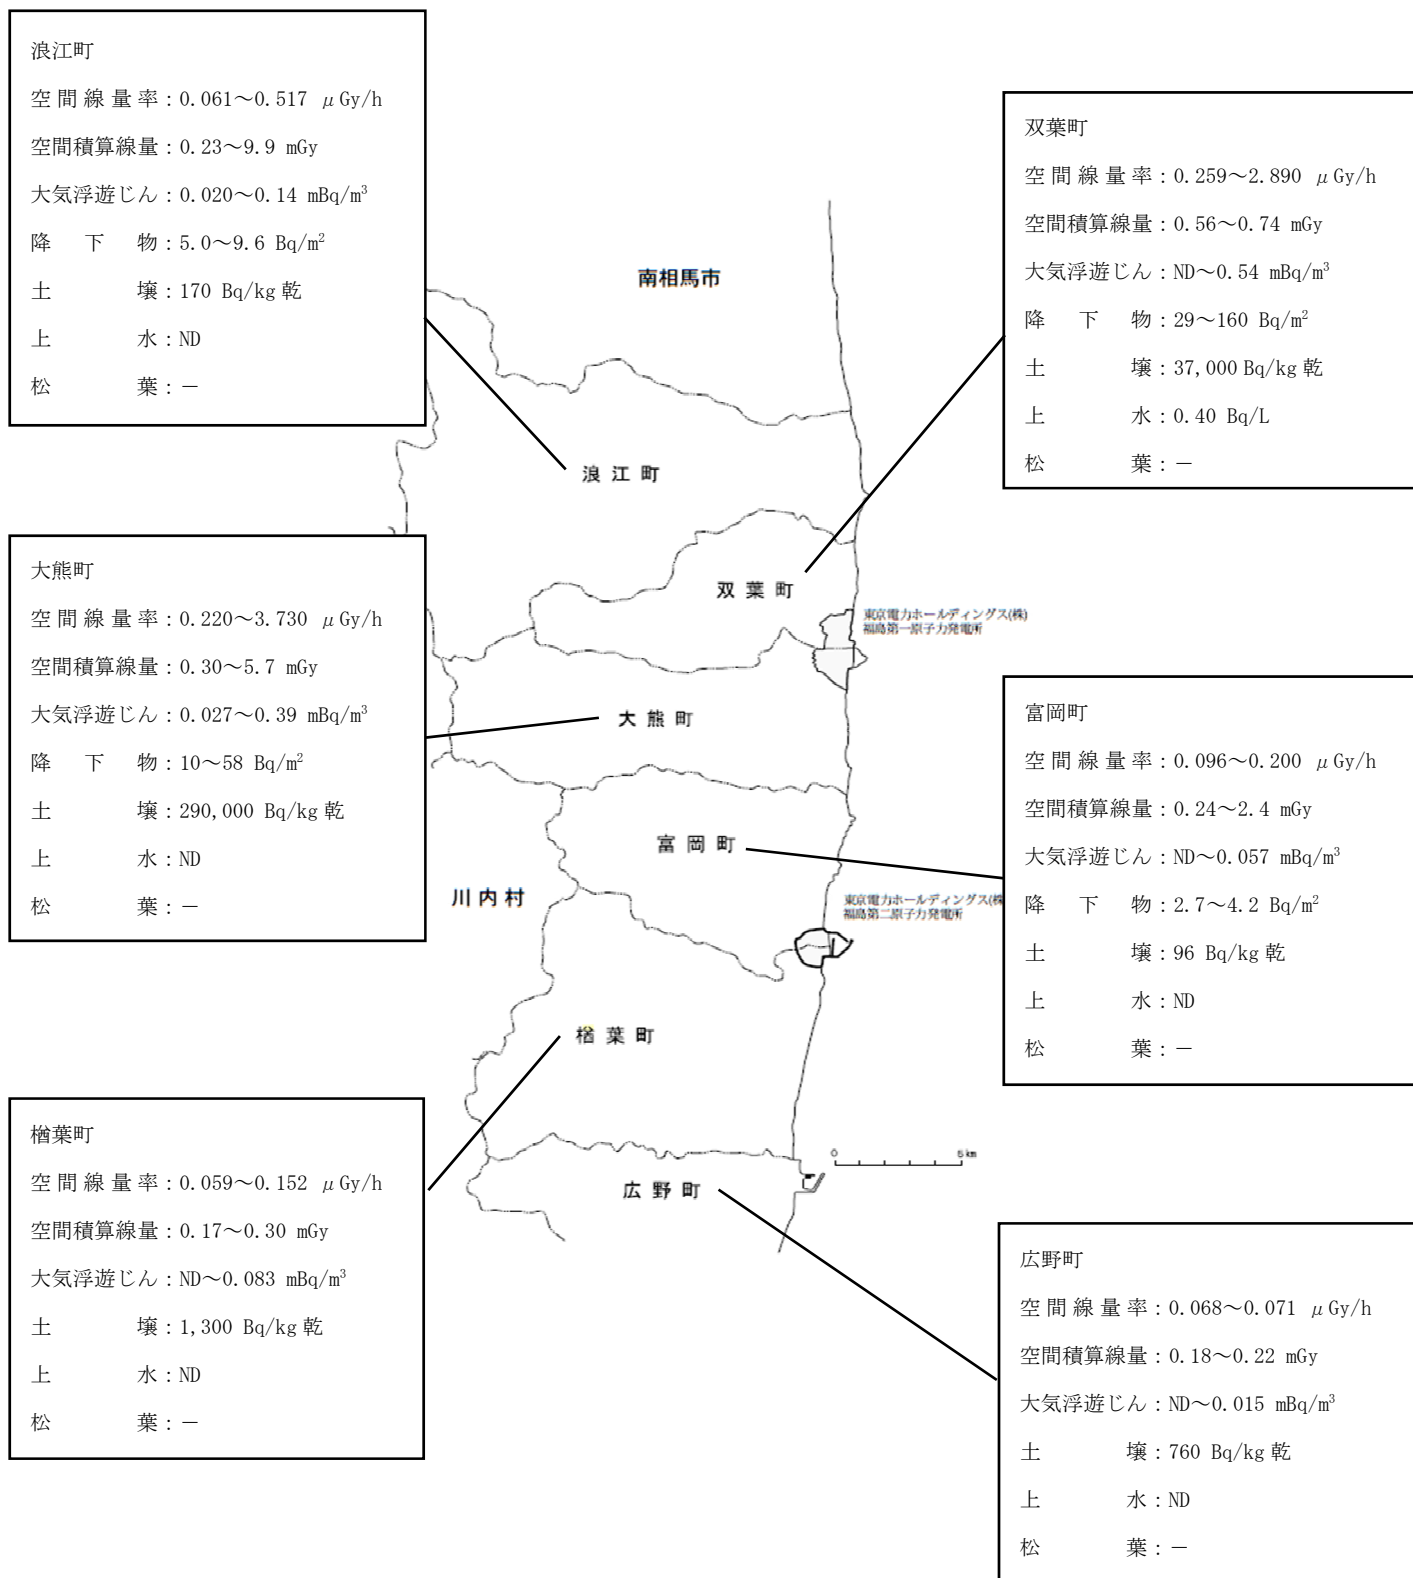 浪江町
空間線量率：0.061～0.517 μGy/h
空間積算線量：0.23～9.9 mGy
大気浮遊じん：0.020～0.14 mBq/m³
降下物：5.0～9.6 Bq/m²
土壌：170 Bq/kg 乾
上水：ND
松葉：－
双葉町
空間線量率：0.259～2.890 μGy/h
空間積算線量：0.56～0.74 mGy
大気浮遊じん：ND～0.54 mBq/m³
降下物：29～160 Bq/m²
土壌：37,000 Bq/kg 乾
上水：0.40 Bq/L
松葉：－
南相馬市
浪江町
双葉町
東京電力ホールディングス(株)
福島第一原子力発電所
大熊町
空間線量率：0.220～3.730 μGy/h
空間積算線量：0.30～5.7 mGy
大気浮遊じん：0.027～0.39 mBq/m³
降下物：10～58 Bq/m²
土壌：290,000 Bq/kg 乾
上水：ND
松葉：－
大熊町
富岡町
空間線量率：0.096～0.200 μGy/h
空間積算線量：0.24～2.4 mGy
大気浮遊じん：ND～0.057 mBq/m³
降下物：2.7～4.2 Bq/m²
土壌：96 Bq/kg 乾
上水：ND
松葉：－
富岡町
川内村
東京電力ホールディングス(株
福島第二原子力発電所
楢葉町
楢葉町
空間線量率：0.059～0.152 μGy/h
空間積算線量：0.17～0.30 mGy
大気浮遊じん：ND～0.083 mBq/m³
土壌：1,300 Bq/kg 乾
上水：ND
松葉：－
0 5km
広野町
広野町
空間線量率：0.068～0.071 μGy/h
空間積算線量：0.18～0.22 mGy
大気浮遊じん：ND～0.015 mBq/m³
土壌：760 Bq/kg 乾
上水：ND
松葉：－